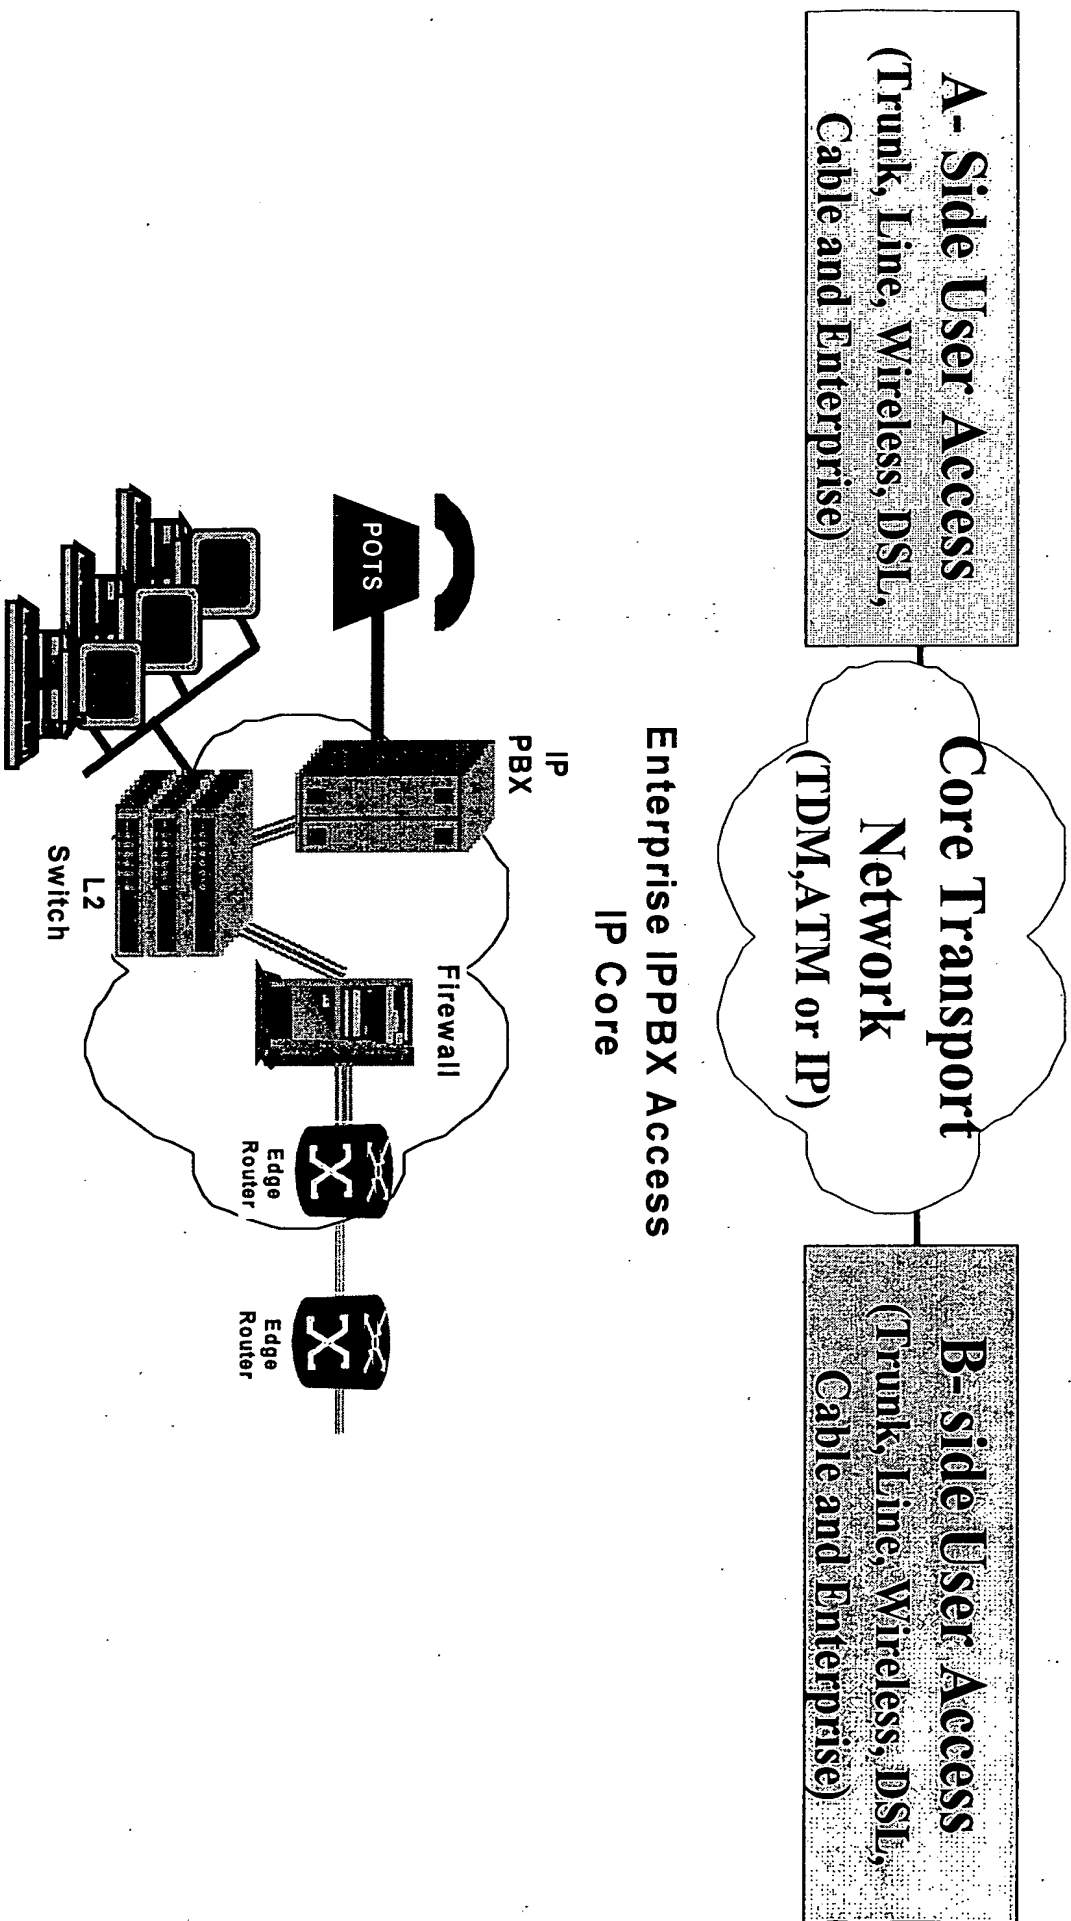 A- Side User Access
(Trunk, Line, Wireless, DSL,
Cable and Enterprise)
Core Transport
Network
(TDM,ATM or IP)
B- side User Access
(Trunk, Line, Wireless, DSL,
Cable and Enterprise)
Enterprise IPPBX Access
IP Core
IP
PBX
POTS
Firewall
Edge
Router
Edge
Router
L2
Switch